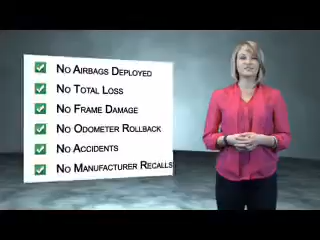 No Airbags Deployed
No Total Loss
No Frame Damage
No Odometer Rollback
No Accidents
No Manufacturer Recalls